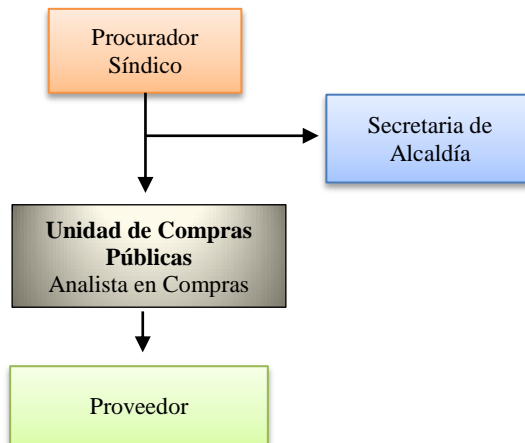 Procurador
Síndico
Secretaria de
Alcaldía
Unidad de Compras
Públicas
Analista en Compras
Proveedor